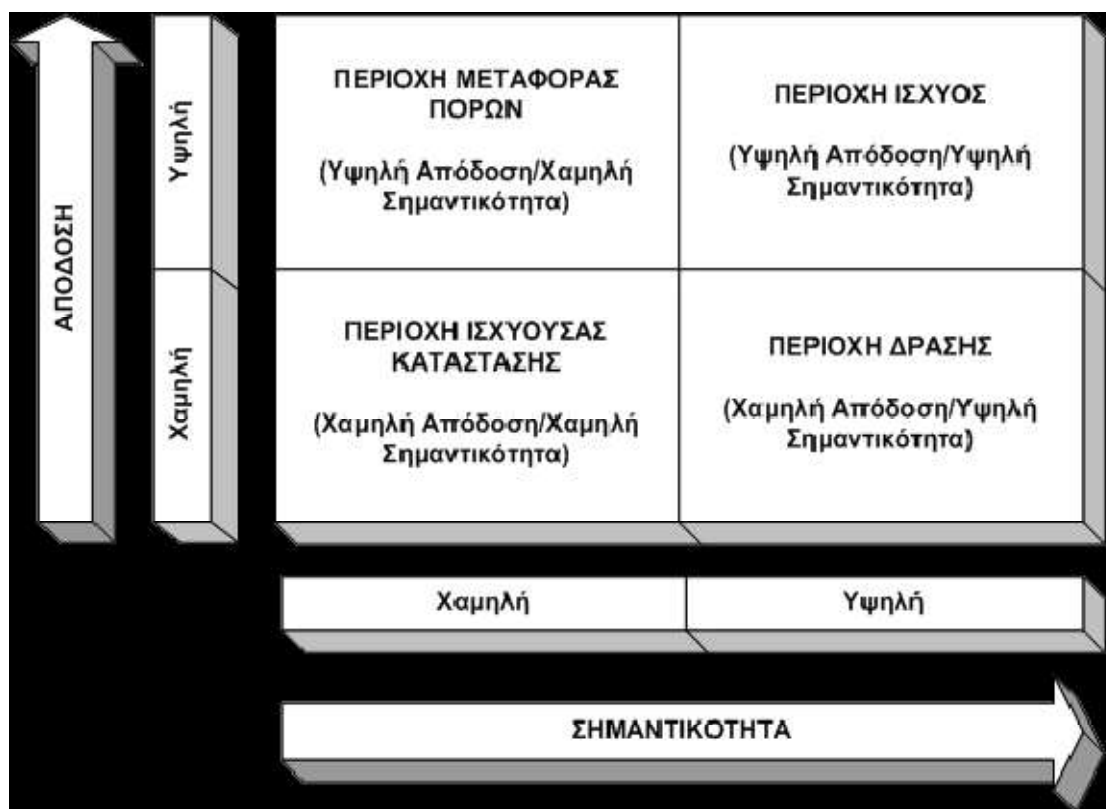 ΑΠΟΔΟΣΗ
Υψηλή
Χαμηλή
ΠΕΡΙΟΧΗ ΜΕΤΑΦΟΡΑΣ
ΠΟΡΩΝ
(Υψηλή Απόδοση/Χαμηλή
Σημαντικότητα)
ΠΕΡΙΟΧΗ ΙΣΧΥΟΣ
(Υψηλή Απόδοση/Υψηλή
Σημαντικότητα)
ΠΕΡΙΟΧΗ ΙΣΧΥΟΥΣΑΣ
ΚΑΤΑΣΤΑΣΗΣ
(Χαμηλή Απόδοση/Χαμηλή
Σημαντικότητα)
ΠΕΡΙΟΧΗ ΔΡΑΣΗΣ
(Χαμηλή Απόδοση/Υψηλή
Σημαντικότητα)
Χαμηλή
Υψηλή
ΣΗΜΑΝΤΙΚΟΤΗΤΑ